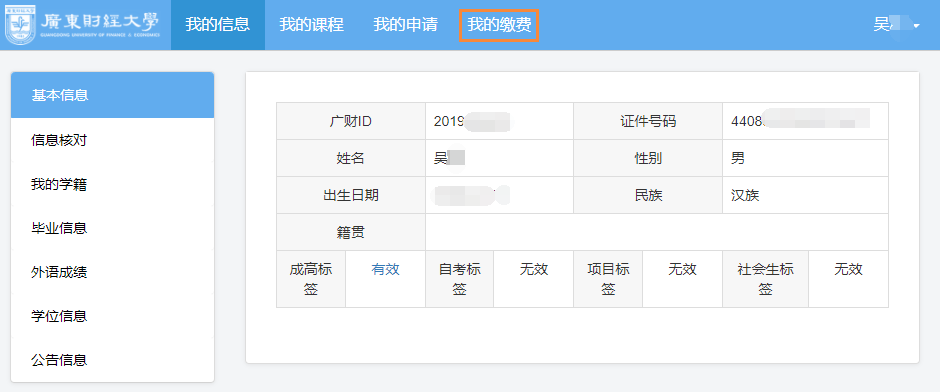 廣東財經大學
GUANGDONG UNIVERSITY OF FINANCE & ECONOMICS
我的信息 我的课程 我的申请 我的缴费 吴
基本信息
信息核对
我的学籍
毕业信息
外语成绩
学位信息
公告信息
广财ID 2019 证件号码 4408
姓名 吴 性别 男
出生日期 民族 汉族
籍贯
成高标签 有效 自考标签 无效 项目标签 无效 社会生标签 无效